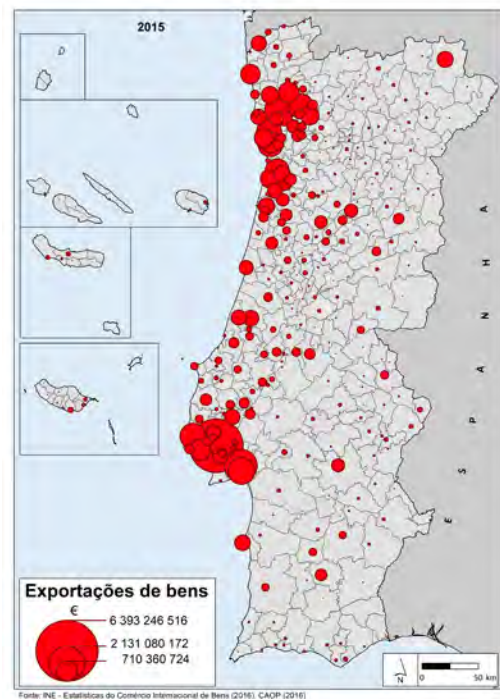 2015
ESPANHA
Exportações de bens
€
6 393 246 516
2 131 080 172
710 360 724
N
0 50 km
Fonte: INE - Estatísticas do Comércio Internacional de Bens (2016), CAOP (2016)